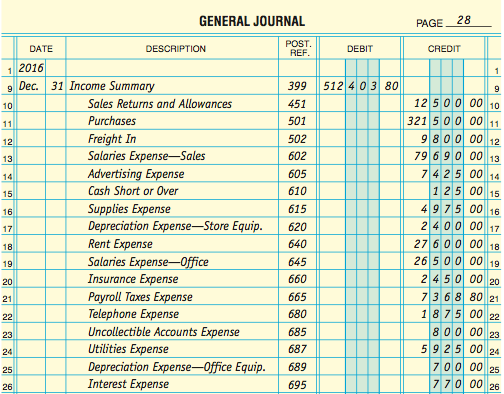 GENERAL JOURNAL PAGE 28
DATE DESCRIPTION POST. REF. DEBIT CREDIT
1 2016 1
9 Dec. 31 Income Summary 399 512 403 80 9
10 Sales Returns and Allowances 451 12 500 00 10
11 Purchases 501 321 500 00 11
12 Freight In 502 9 800 00 12
13 Salaries Expense—Sales 602 79 690 00 13
14 Advertising Expense 605 7 425 00 14
15 Cash Short or Over 610 125 00 15
16 Supplies Expense 615 4 975 00 16
17 Depreciation Expense—Store Equip. 620 2 400 00 17
18 Rent Expense 640 27 600 00 18
19 Salaries Expense—Office 645 26 500 00 19
20 Insurance Expense 660 2 450 00 20
21 Payroll Taxes Expense 665 7 368 80 21
22 Telephone Expense 680 1 875 00 22
23 Uncollectible Accounts Expense 685 800 00 23
24 Utilities Expense 687 5 925 00 24
25 Depreciation Expense—Office Equip. 689 700 00 25
26 Interest Expense 695 770 00 26